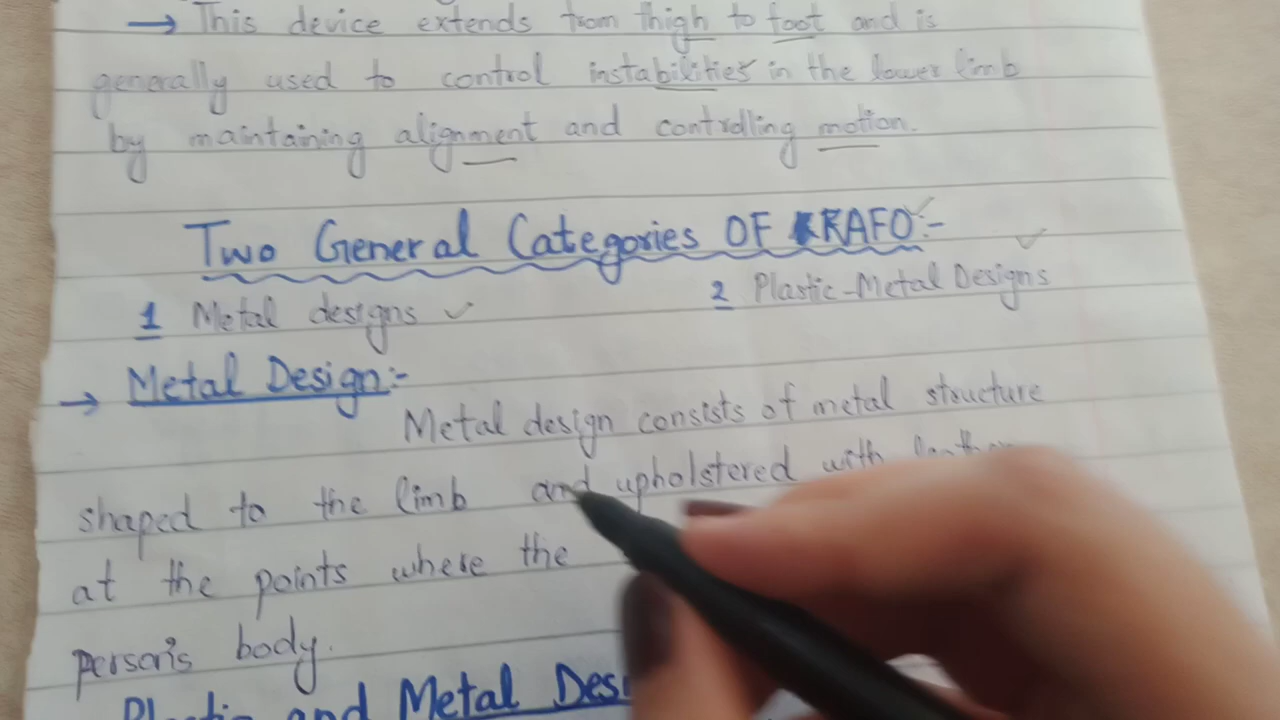 → This device extends from thigh to foot and is
generally used to control instabilities in the lower limb
by maintaining alignment and controlling motion.
Two General Categories OF KRAFO:-
1 Metal designs ✓ 2 Plastic-Metal Designs ✓
→ Metal Design:-
Metal design consists of metal structure
shaped to the limb and upholstered with
at the points where the
person's body.
Plastic and Metal